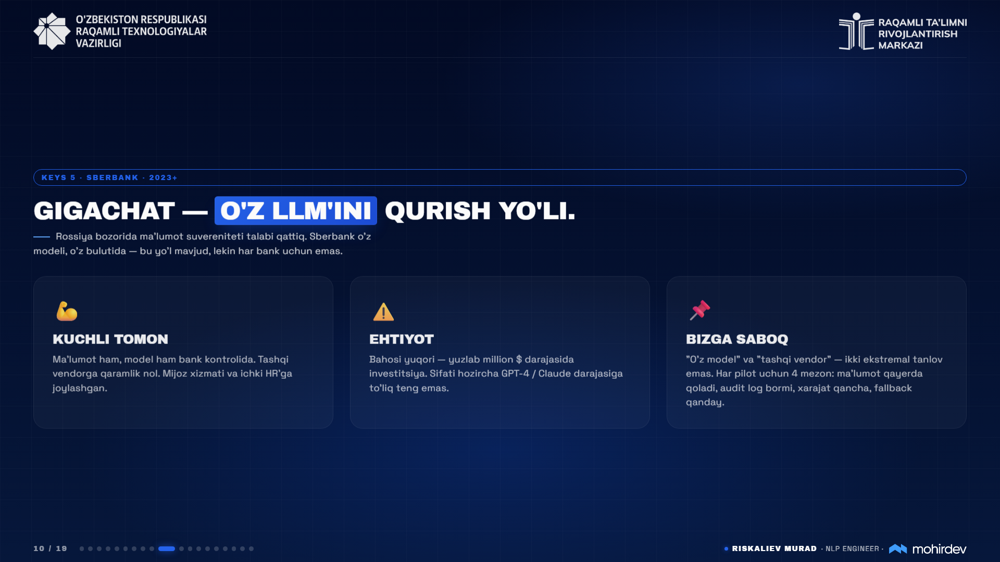 O'ZBEKISTON RESPUBLIKASI
RAQAMLI TEXNOLOGIYALAR
VAZIRLIGI
RAQAMLI TA’LIMNI
RIVOJLANTIRISH
MARKAZI
KEYS 5 · SBERBANK · 2023+
GIGACHAT — O'Z LLM'INI QURISH YO'LI.
Rossiya bozorida ma’lumot suvereniteti talabi qattiq. Sberbank o’z
modeli, o’z bulutida — bu yo’l mavjud, lekin har bank uchun emas.
KUCHLI TOMON
Ma’lumot ham, model ham bank kontrolida. Tashqi
vendorga qaramlik nol. Mijoz xizmati va ichki HR’ga
joylashgan.
EHTIYOT
Bahosi yuqori — yuzlab million $ darajasida
investitsiya. Sifati hozircha GPT-4 / Claude darajasiga
to’liq teng emas.
BIZGA SABOQ
”O’z model” va ”tashqi vendor” — ikki ekstremal tanlov
emas. Har pilot uchun 4 mezon: ma’lumot qayerda
qoladi, audit log bormi, xarajat qancha, fallback
qanday.
10 / 19
RISKALIEV MURAD · NLP ENGINEER · mohirdev